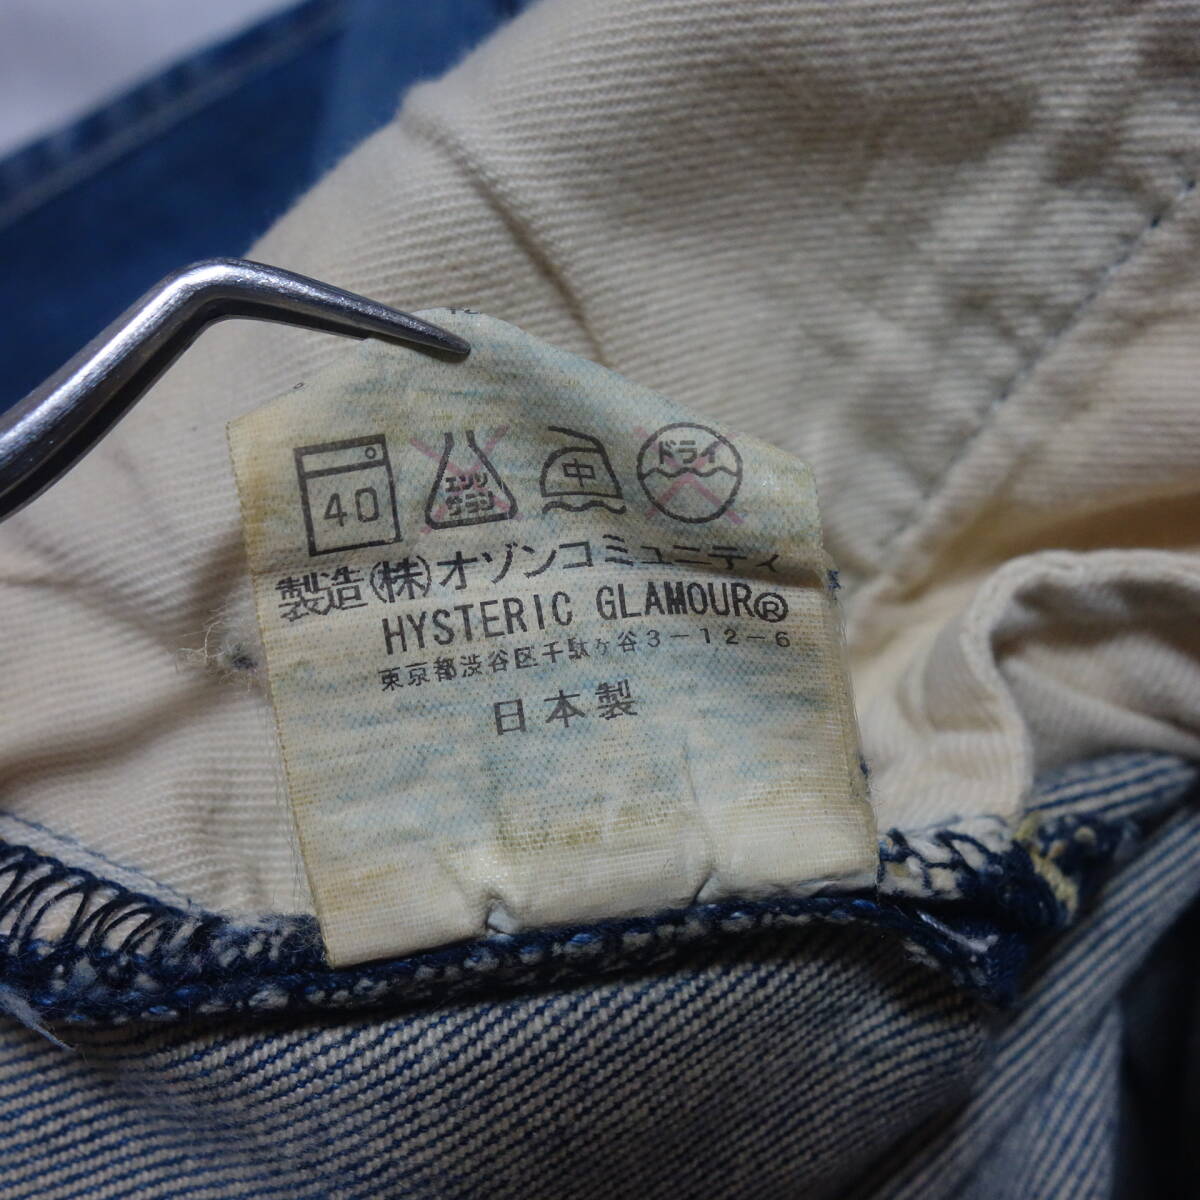 40 エンソ サラシ 中 ドライ
製造(株)オゾンコミュニティ
HYSTERIC GLAMOUR®
東京都渋谷区千駄ヶ谷3-12-6
日本製